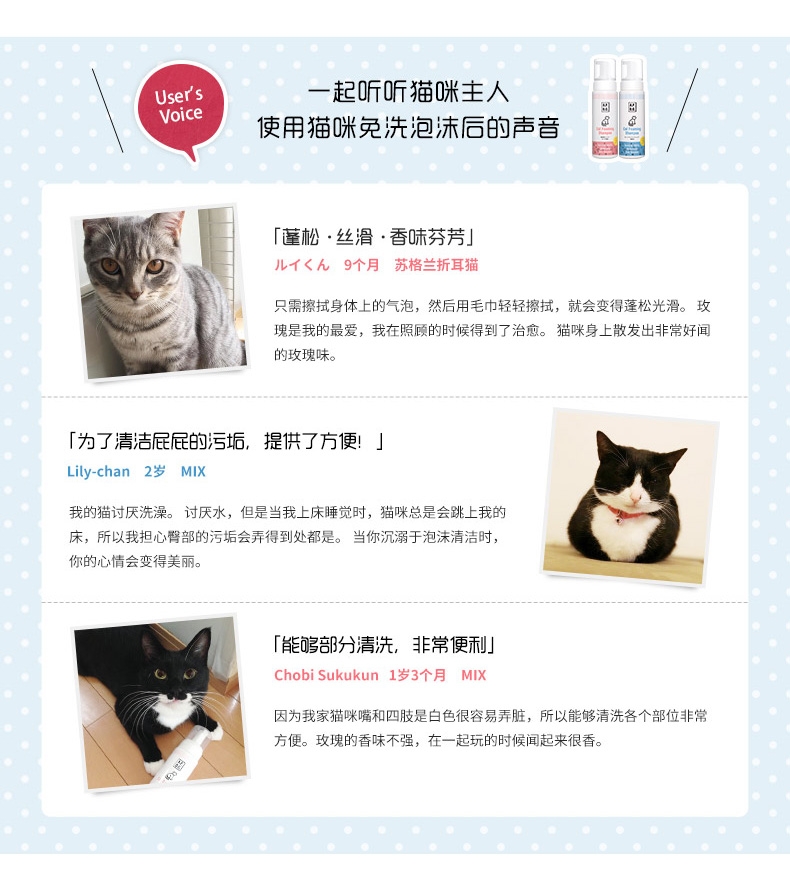 User's
Voice
一起听听猫咪主人
使用猫咪免洗泡沫后的声音
Cat Foaming
Shampoo
Cat Foaming
Shampoo
「蓬松·丝滑·香味芬芳」
ルイくん 9个月 苏格兰折耳猫
只需擦拭身体上的气泡，然后用毛巾轻轻擦拭，就会变得蓬松光滑。 玫
瑰是我的最爱，我在照顾的时候得到了治愈。 猫咪身上散发出非常好闻
的玫瑰味。
「为了清洁屁屁的污垢，提供了方便！」
Lily-chan 2岁 MIX
我的猫讨厌洗澡。 讨厌水，但是当我上床睡觉时，猫咪总是会跳上我的
床，所以我担心臀部的污垢会弄得到处都是。 当你沉溺于泡沫清洁时，
你的心情会变得美丽。
「能够部分清洗，非常便利」
Chobi Sukukun 1岁3个月 MIX
因为我家猫咪嘴和四肢是白色很容易弄脏，所以能够清洗各个部位非常
方便。玫瑰的香味不强，在一起玩的时候闻起来很香。